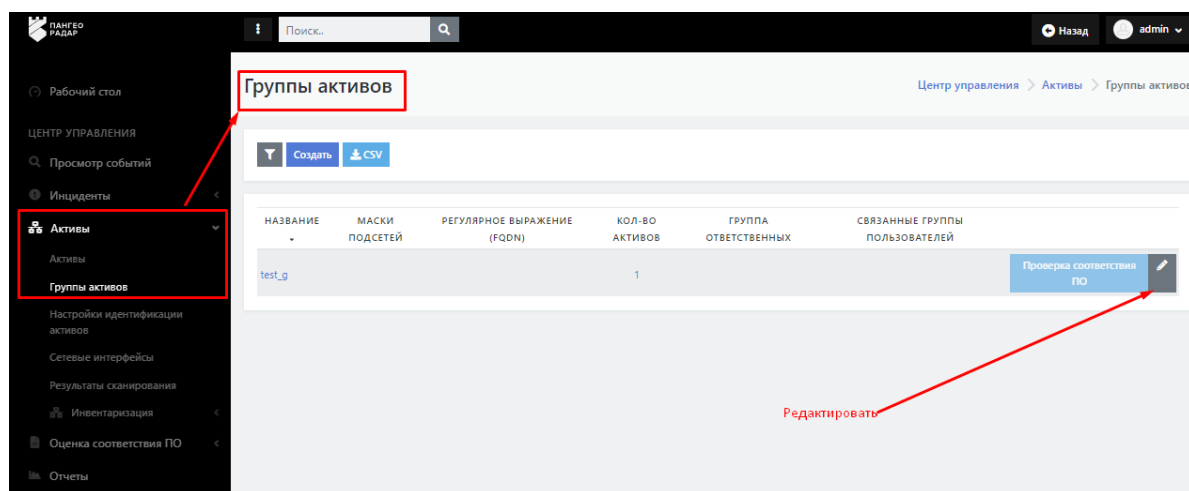 ПАНГЕО
РАДАР
Поиск..
Назад
admin
Рабочий стол
ЦЕНТР УПРАВЛЕНИЯ
Просмотр событий
Инциденты
Активы
Активы
Группы активов
Настройки идентификации
активов
Сетевые интерфейсы
Результаты сканирования
Инвентаризация
Оценка соответствия ПО
Отчеты
Группы активов
Центр управления > Активы > Группы активов
Создать
CSV
НАЗВАНИЕ
МАСКИ
ПОДСЕТЕЙ
РЕГУЛЯРНОЕ ВЫРАЖЕНИЕ
(FQDN)
КОЛ-ВО
АКТИВОВ
ГРУППА
ОТВЕТСТВЕННЫХ
СВЯЗАННЫЕ ГРУППЫ
ПОЛЬЗОВАТЕЛЕЙ
test_g
1
Проверка соответствия
ПО
Редактировать